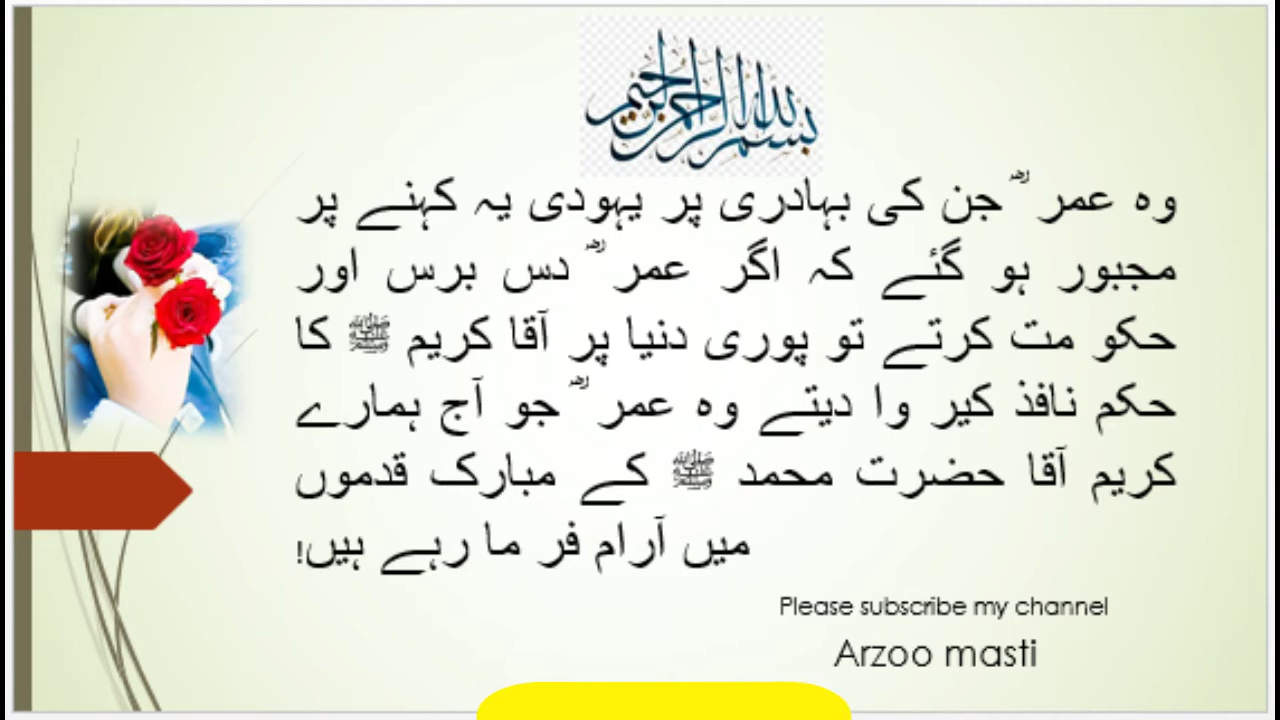 بسم الله الرحمن الرحيم
وہ عمر ؓ جن کی بہادری پر یہودی یہ کہنے پر
مجبور ہو گئے کہ اگر عمر ؓ دس برس اور
حکو مت کرتے تو پوری دنیا پر آقا کریم ﷺ کا
حکم نافذ کیر وا دیتے وہ عمر ؓ جو آج ہمارے
کریم آقا حضرت محمد ﷺ کے مبارک قدموں
میں آرام فر ما رہے ہیں!
Please subscribe my channel
Arzoo masti